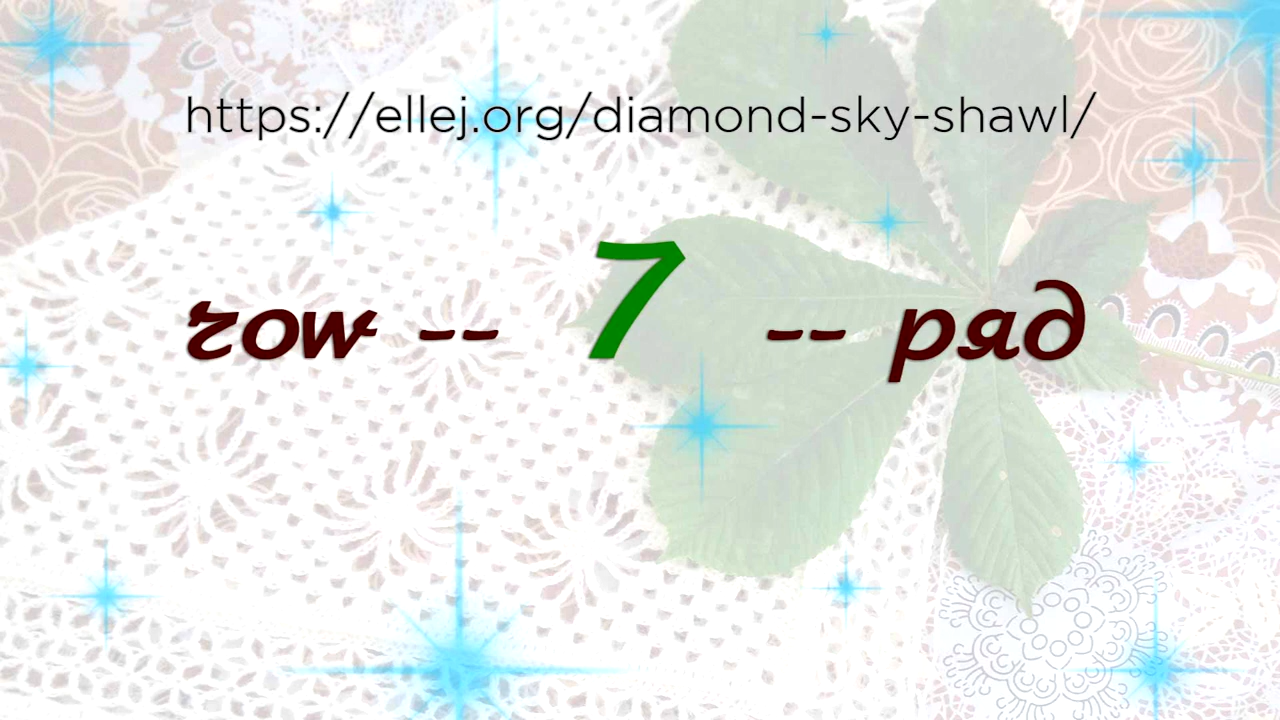 https://ellej.org/diamond-sky-shawl/
row -- 7 -- ряд